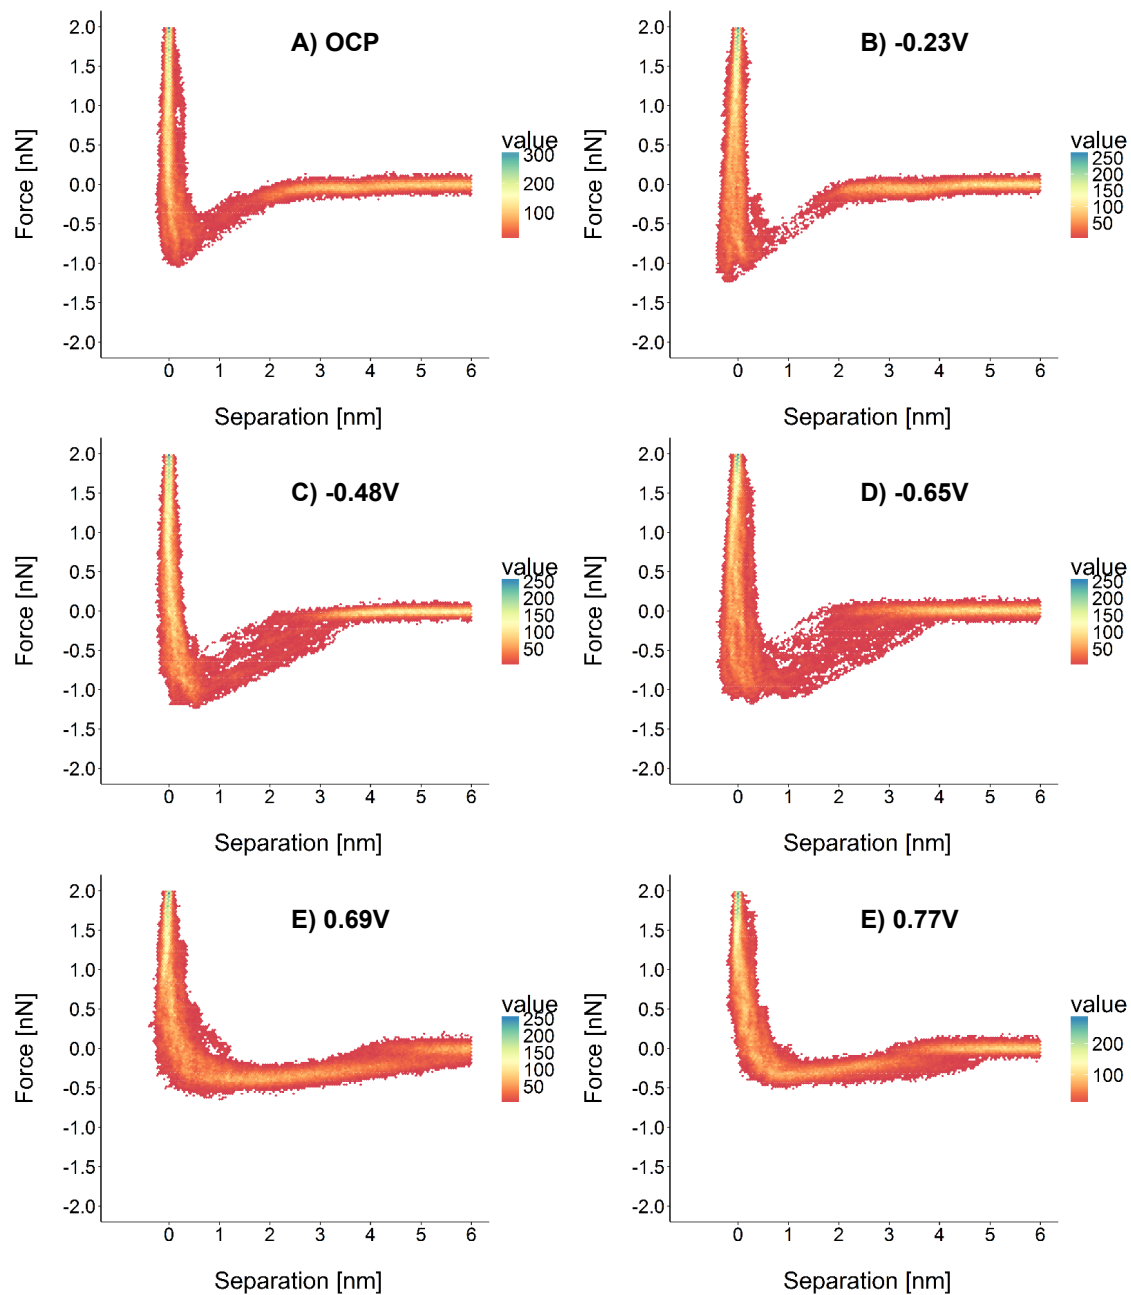 A) OCP
Force [nN]
2.0
1.5
1.0
0.5
0.0
-0.5
-1.0
-1.5
-2.0
0 1 2 3 4 5 6
Separation [nm]
value
300
200
100
B) -0.23V
Force [nN]
2.0
1.5
1.0
0.5
0.0
-0.5
-1.0
-1.5
-2.0
0 1 2 3 4 5 6
Separation [nm]
value
250
200
150
100
50
C) -0.48V
Force [nN]
2.0
1.5
1.0
0.5
0.0
-0.5
-1.0
-1.5
-2.0
0 1 2 3 4 5 6
Separation [nm]
value
250
200
150
100
50
D) -0.65V
Force [nN]
2.0
1.5
1.0
0.5
0.0
-0.5
-1.0
-1.5
-2.0
0 1 2 3 4 5 6
Separation [nm]
value
250
200
150
100
50
E) 0.69V
Force [nN]
2.0
1.5
1.0
0.5
0.0
-0.5
-1.0
-1.5
-2.0
0 1 2 3 4 5 6
Separation [nm]
value
250
200
150
100
50
E) 0.77V
Force [nN]
2.0
1.5
1.0
0.5
0.0
-0.5
-1.0
-1.5
-2.0
0 1 2 3 4 5 6
Separation [nm]
value
200
100